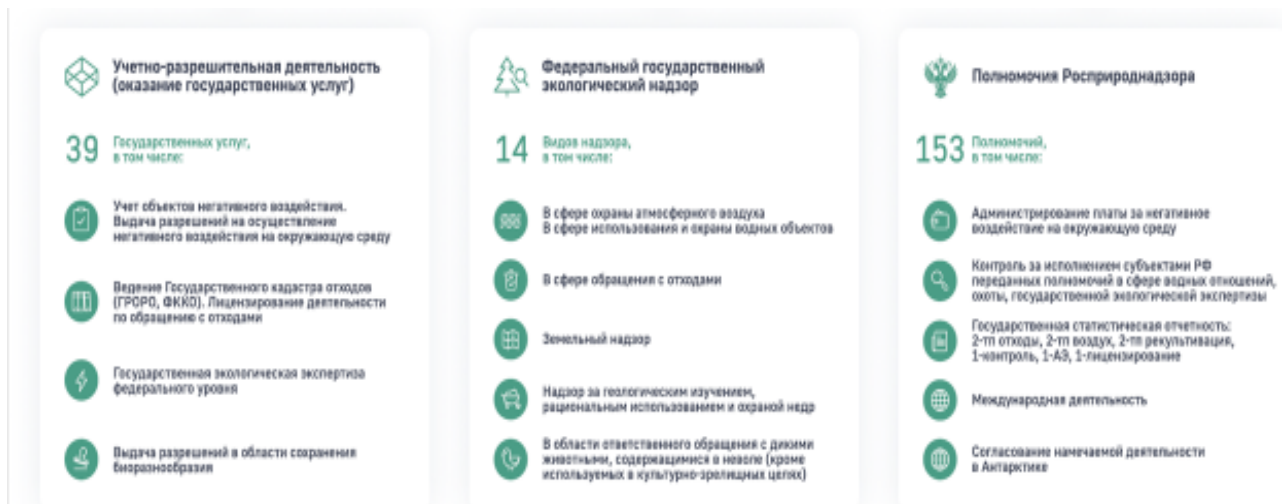 Учетно-разрешительная деятельность
(оказание государственных услуг)
39
Государственных услуг,
в том числе:
Учет объектов негативного воздействия.
Выдача разрешений на осуществление
негативного воздействия на окружающую среду
Ведение Государственного кадастра отходов
(ГРОРО, ФККО). Лицензирование деятельности
по обращению с отходами
Государственная экологическая экспертиза
федерального уровня
Выдача разрешений в области сохранения
биоразнообразия
Федеральный государственный
экологический надзор
14
Видов надзора,
в том числе:
В сфере охраны атмосферного воздуха
В сфере использования и охраны водных объектов
В сфере обращения с отходами
Земельный надзор
Надзор за геологическим изучением,
рациональным использованием и охраной недр
В области ответственного обращения с дикими
животными, содержащимися в неволе (кроме
используемых в культурно-зрелищных целях)
Полномочия Росприроднадзора
153
Полномочий,
в том числе:
Администрирование платы за негативное
воздействие на окружающую среду
Контроль за исполнением субъектами РФ
переданных полномочий в сфере водных отношений,
охоты, государственной экологической экспертизы
Государственная статистическая отчетность:
2-тп отходы, 2-тп воздух, 2-тп рекультивация,
1-контроль, 1-АЭ, 1-лицензирование
Международная деятельность
Согласование намечаемой деятельности
в Антарктике